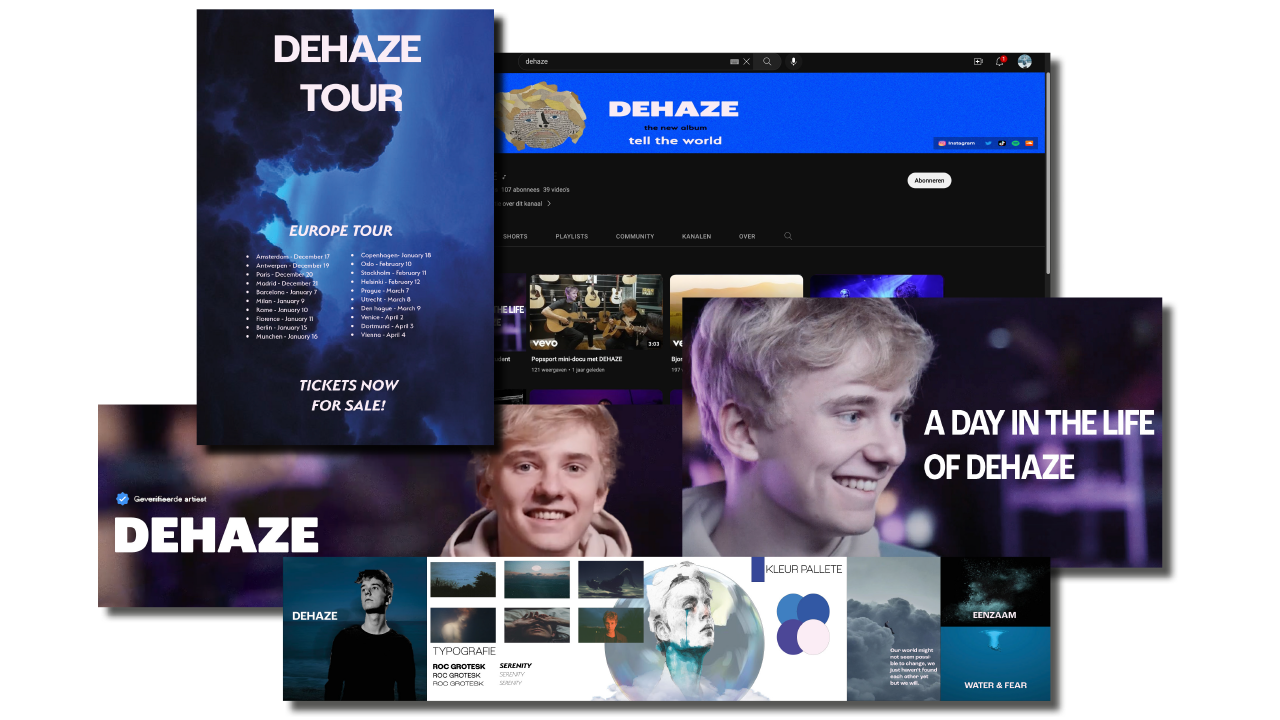 DEHAZE
TOUR
EUROPE TOUR
Amsterdam - December 17
Antwerpen - December 19
Paris - December 20
Madrid - December 21
Barcelona - January 7
Milan - January 9
Rome - January 10
Florence - January 11
Berlin - January 15
Munchen - January 16
Copenhagen- January 18
Oslo - February 10
Stockholm - February 11
Helsinki - February 12
Prague - March 7
Utrecht - March 8
Den hague - March 9
Venice - April 2
Dortmund - April 3
Vienna - April 4
TICKETS NOW
FOR SALE!
dehaze
DEHAZE
the new album
tell the world
Instagram
107 abonnees 39 video's
over dit kanaal
Abonneren
SHORTS PLAYLISTS COMMUNITY KANALEN OVER
THE LIFE
vevo
3:03
ve
Popsport mini-docu met DEHAZE
121 weergaven • 1 jaar geleden
Bjor
197
A DAY IN THE LIFE
OF DEHAZE
Geverifieerde artiest
DEHAZE
DEHAZE
TYPOGRAFIE
ROC GROTESK
ROC GROTESK
ROC GROTESK
SERENITY
SERENITY
SERENITY
KLEUR PALLETE
Our world might
not seem possi-
ble to change, we
just haven't found
each other yet
but we will.
EENZAAM
WATER & FEAR